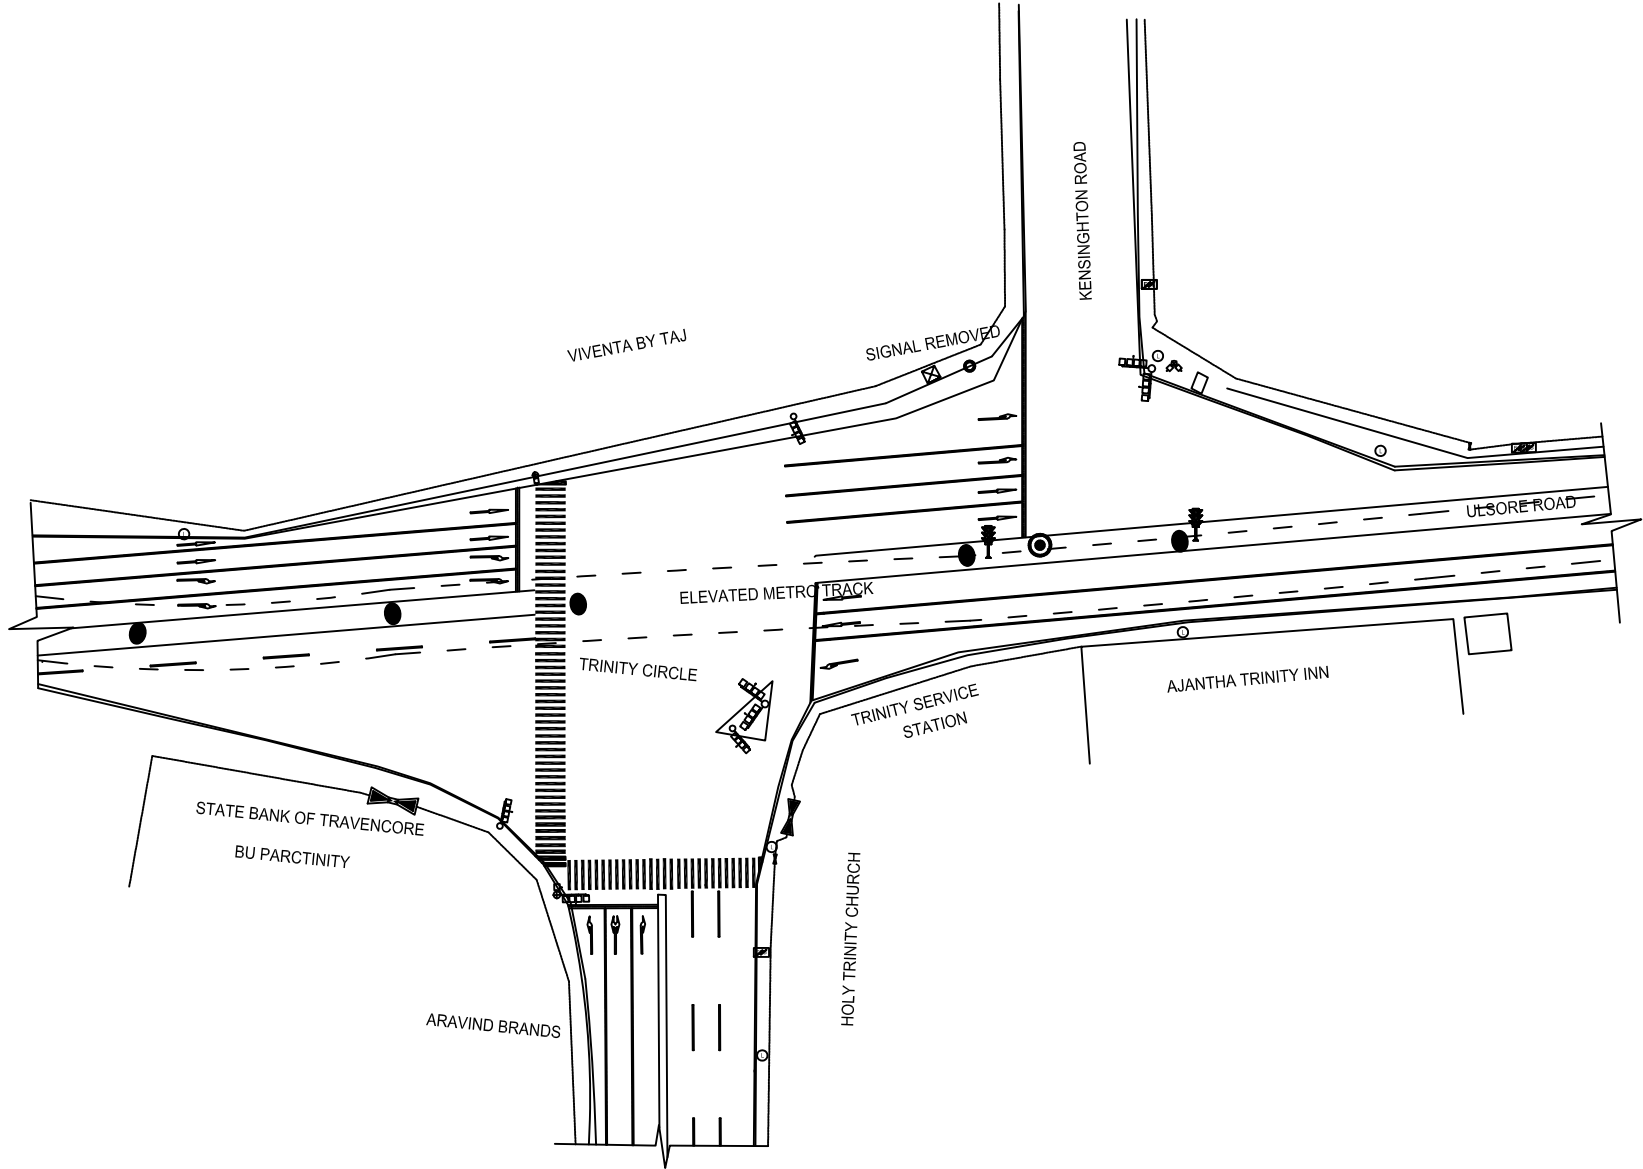 KENSINGHTON ROAD
VIVENTA BY TAJ
SIGNAL REMOVED
ULSORE ROAD
ELEVATED METRO TRACK
TRINITY CIRCLE
AJANTHA TRINITY INN
TRINITY SERVICE
STATION
STATE BANK OF TRAVENCORE
BU PARCTINITY
HOLY TRINITY CHURCH
ARAVIND BRANDS